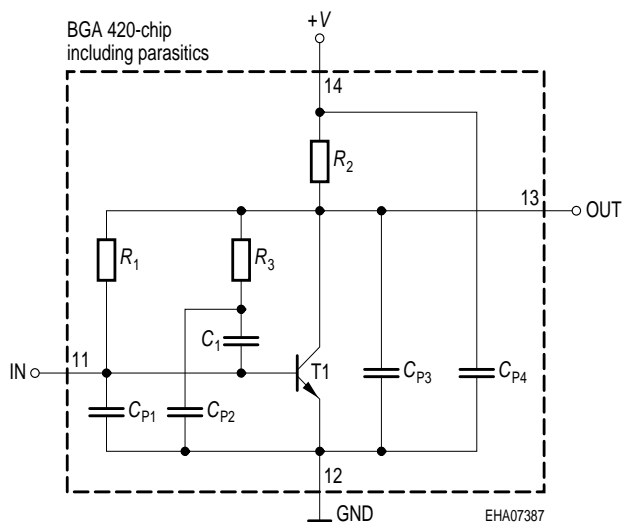 BGA 420-chip
including parasitics
+V
14
R2
13
OUT
R1
R3
C1
11
IN
T1
CP1
CP2
CP3
CP4
12
GND
EHA07387